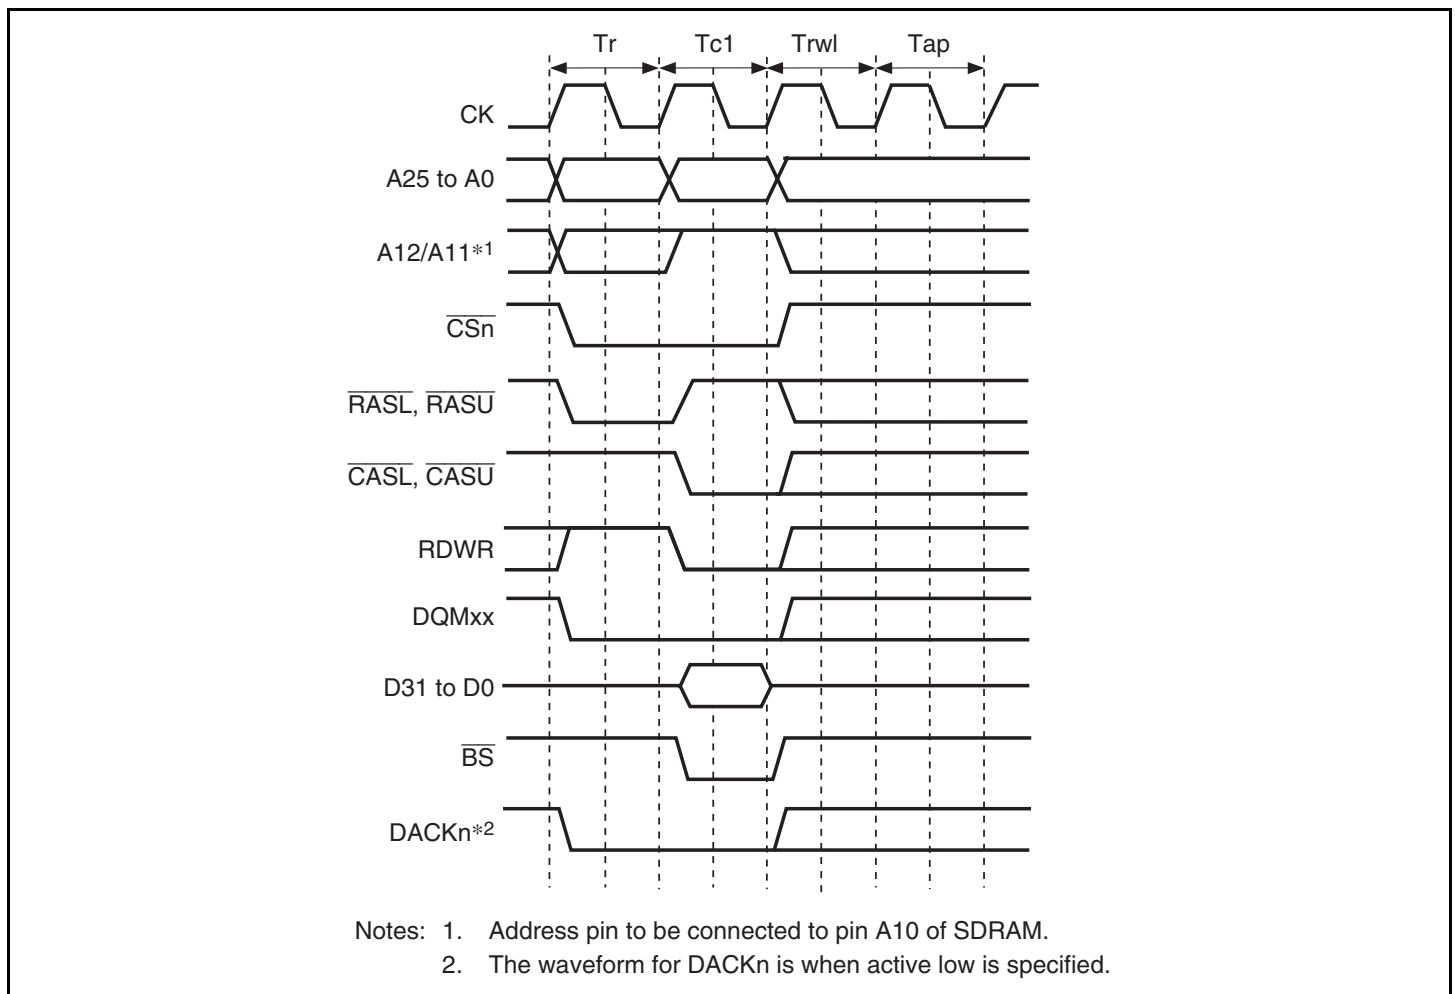 Tr Tc1 Trwl Tap
CK
A25 to A0
A12/A11*1
CSn
RASL, RASU
CASL, CASU
RDWR
DQMxx
D31 to D0
BS
DACKn*2
Notes: 1. Address pin to be connected to pin A10 of SDRAM.
2. The waveform for DACKn is when active low is specified.